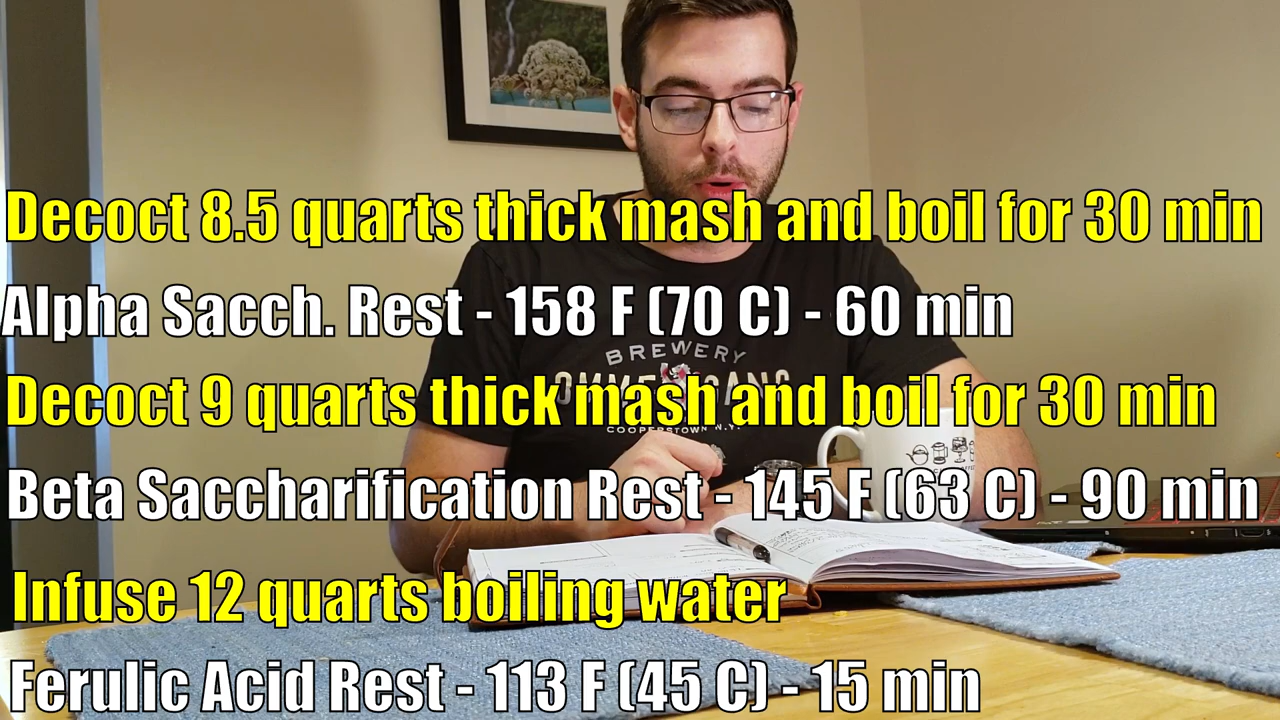 Decoct 8.5 quarts thick mash and boil for 30 min
Alpha Sacch. Rest - 158 F (70 C) - 60 min
BREWERY
Decoct 9 quarts thick mash and boil for 30 min
COOPERSTOWN N.Y.
Beta Saccharification Rest - 145 F (63 C) - 90 min
Infuse 12 quarts boiling water
Ferulic Acid Rest - 113 F (45 C) - 15 min